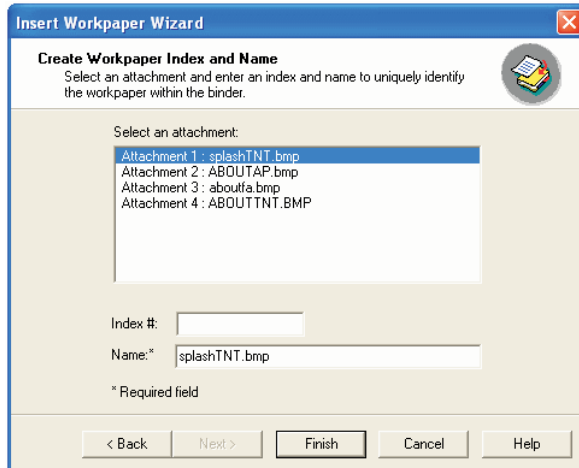 Insert Workpaper Wizard
Create Workpaper Index and Name
Select an attachment and enter an index and name to uniquely identify
the workpaper within the binder.
Select an attachment:
Attachment 1 : splashTNT.bmp
Attachment 2 : ABOUTAP.bmp
Attachment 3 : aboutfa.bmp
Attachment 4 : ABOUTTNT.BMP
Index #:
Name:* splashTNT.bmp
* Required field
< Back Next > Finish Cancel Help